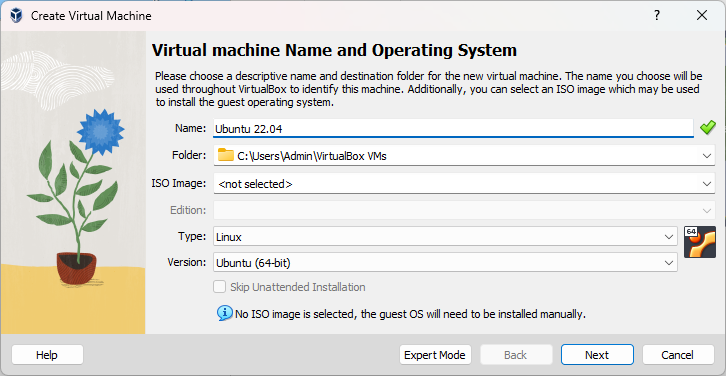 Create Virtual Machine
Virtual machine Name and Operating System
Please choose a descriptive name and destination folder for the new virtual machine. The name you choose will be
used throughout VirtualBox to identify this machine. Additionally, you can select an ISO image which may be used
to install the guest operating system.
Name: Ubuntu 22.04
Folder: C:\Users\Admin\VirtualBox VMs
ISO Image: <not selected>
Edition:
Type: Linux
64
Version: Ubuntu (64-bit)
Skip Unattended Installation
No ISO image is selected, the guest OS will need to be installed manually.
Help Expert Mode Back Next Cancel